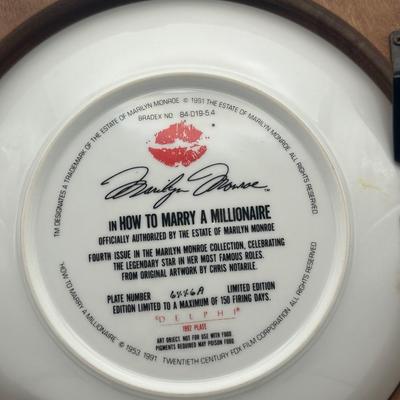 TM DESIGNATES A TRADEMARK OF THE ESTATE OF MARILYN MONROE © 1991 THE ESTATE OF MARILYN MONROE ALL RIGHTS RESERVED
BRADEX NO. 84-D19-5.4
Marilyn Monroe ™
IN HOW TO MARRY A MILLIONAIRE
OFFICIALLY AUTHORIZED BY THE ESTATE OF MARILYN MONROE
FOURTH ISSUE IN THE MARILYN MONROE COLLECTION, CELEBRATING
THE LEGENDARY STAR IN HER MOST FAMOUS ROLES.
FROM ORIGINAL ARTWORK BY CHRIS NOTARILE.
PLATE NUMBER LIMITED EDITION
EDITION LIMITED TO A MAXIMUM OF 150 FIRING DAYS.
DELPHI
1992 PLATE
ART OBJECT. NOT FOR USE WITH FOOD.
PIGMENTS REQUIRED MAY POISON FOOD.
"HOW TO MARRY A MILLIONAIRE" © 1953 1991 TWENTIETH CENTURY FOX FILM CORPORATION ALL RIGHTS RESERVED